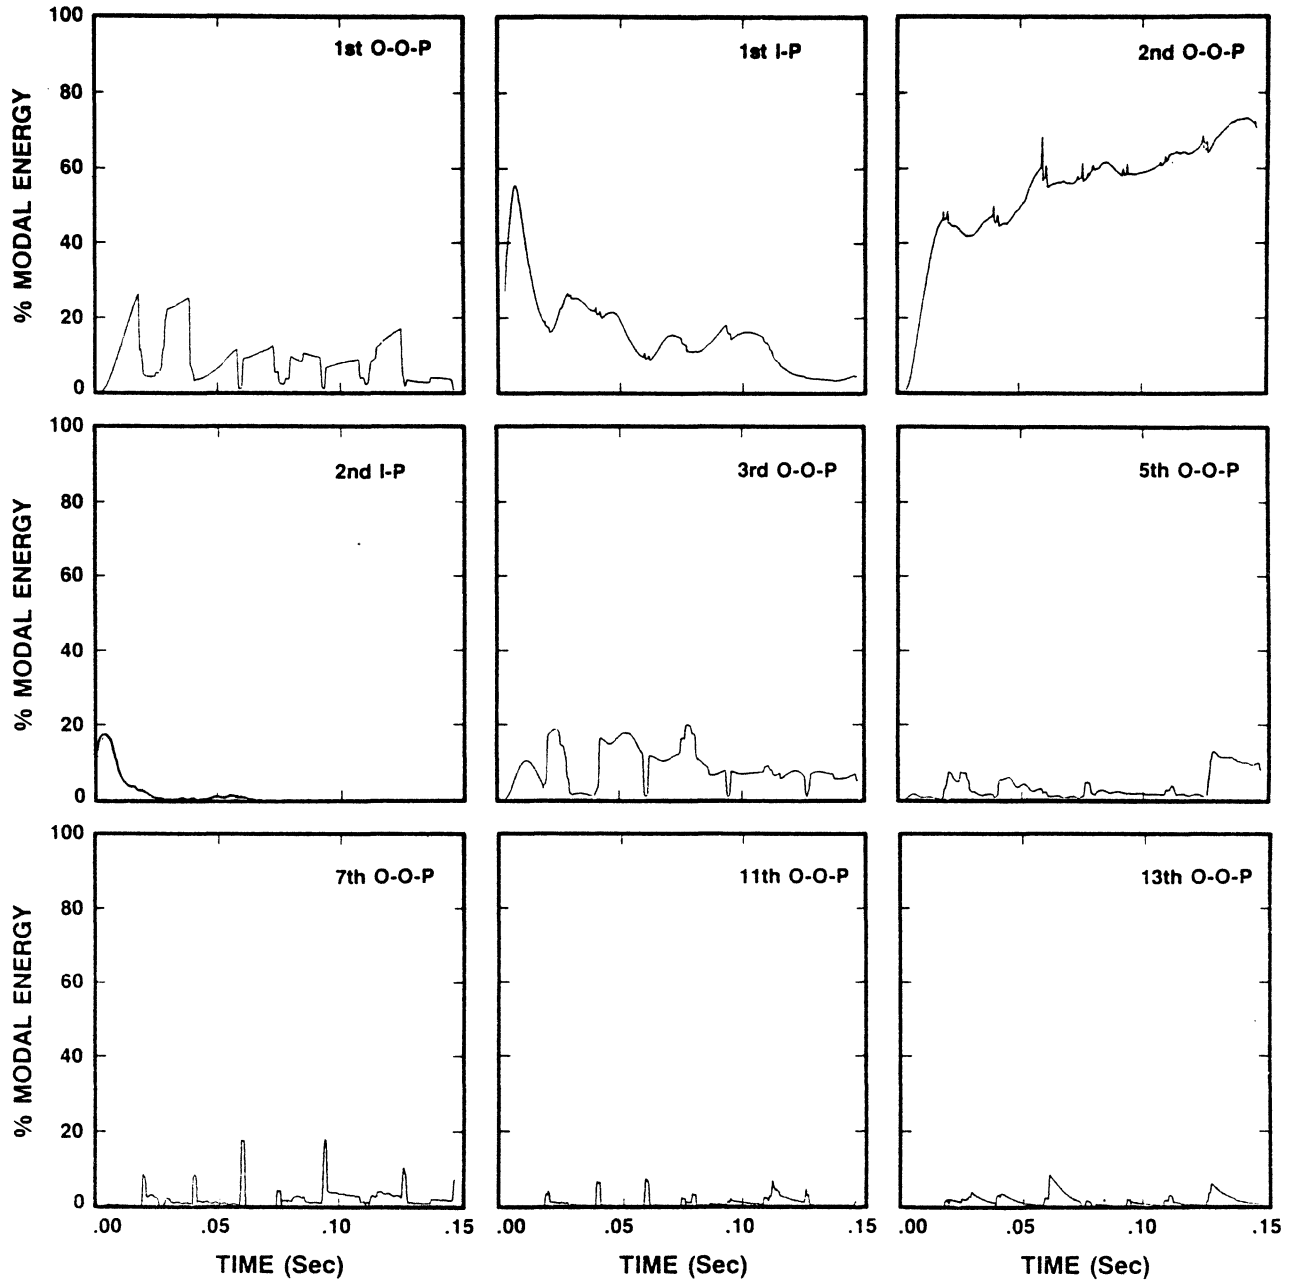 100
80
60
40
20
0
% MODAL ENERGY
1st O-O-P
1st I-P
2nd O-O-P
100
80
60
40
20
0
% MODAL ENERGY
2nd I-P
3rd O-O-P
5th O-O-P
100
80
60
40
20
0
% MODAL ENERGY
7th O-O-P
11th O-O-P
13th O-O-P
.00 .05 .10 .15
.00 .05 .10 .15
.00 .05 .10 .15
TIME (Sec)
TIME (Sec)
TIME (Sec)